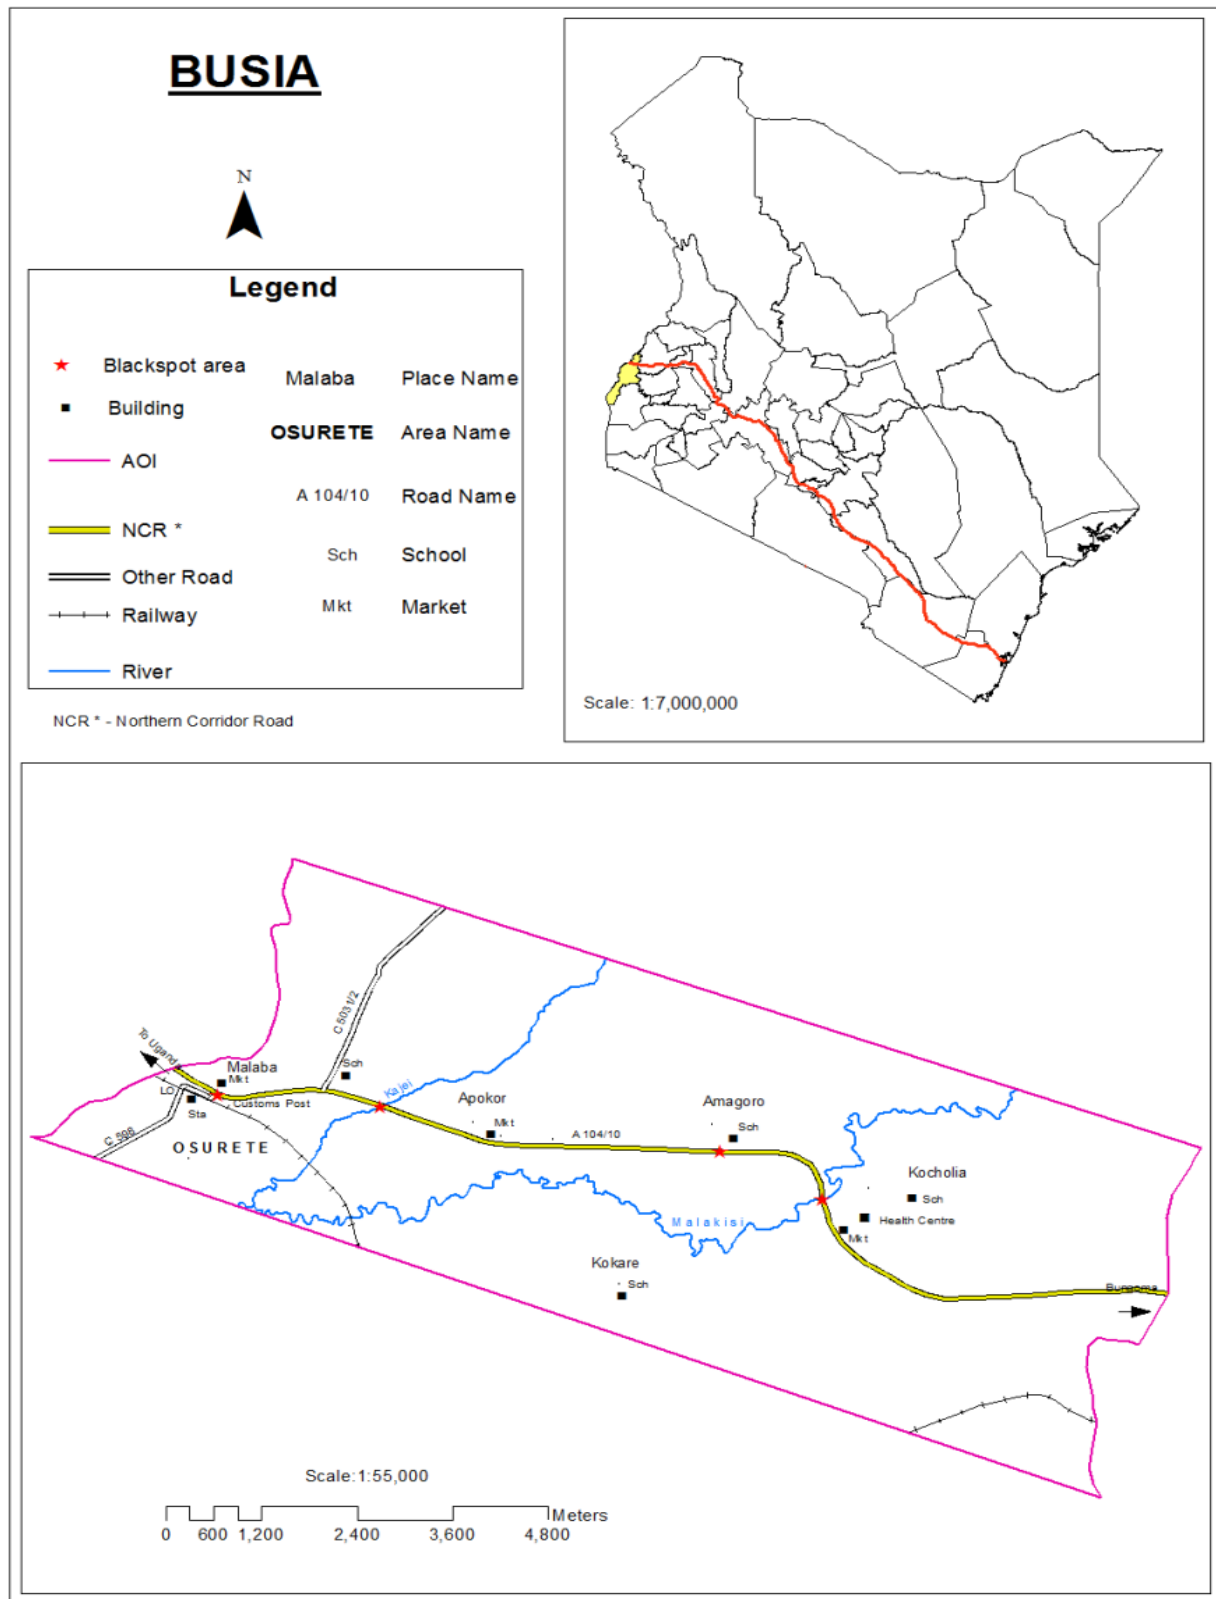 BUSIA
N
Legend
Blackspot area
Building
AOI
NCR *
Other Road
Railway
River
Malaba Place Name
OSURETE Area Name
A 104/10 Road Name
Sch School
Mkt Market
NCR * - Northern Corridor Road
Scale: 1:7,000,000
To Uganda
Malaba
Mkt
LO
Sta
Customs Post
C 598
OSURETE
C 5031/2
Sch
Kajei
Apokor
Mkt
A 104/10
Amagoro
Sch
Malakisi
Kocholia
Sch
Health Centre
Mkt
Kokare
Sch
Bungoma
Scale:1:55,000
Meters
0 600 1,200 2,400 3,600 4,800